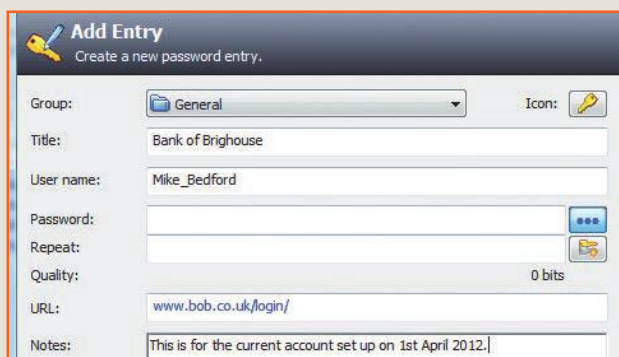 Add Entry
Create a new password entry.
Group: General Icon:
Title: Bank of Brighouse
User name: Mike_Bedford
Password:
Repeat:
Quality: 0 bits
URL: www.bob.co.uk/login/
Notes: This is for the current account set up on 1st April 2012.